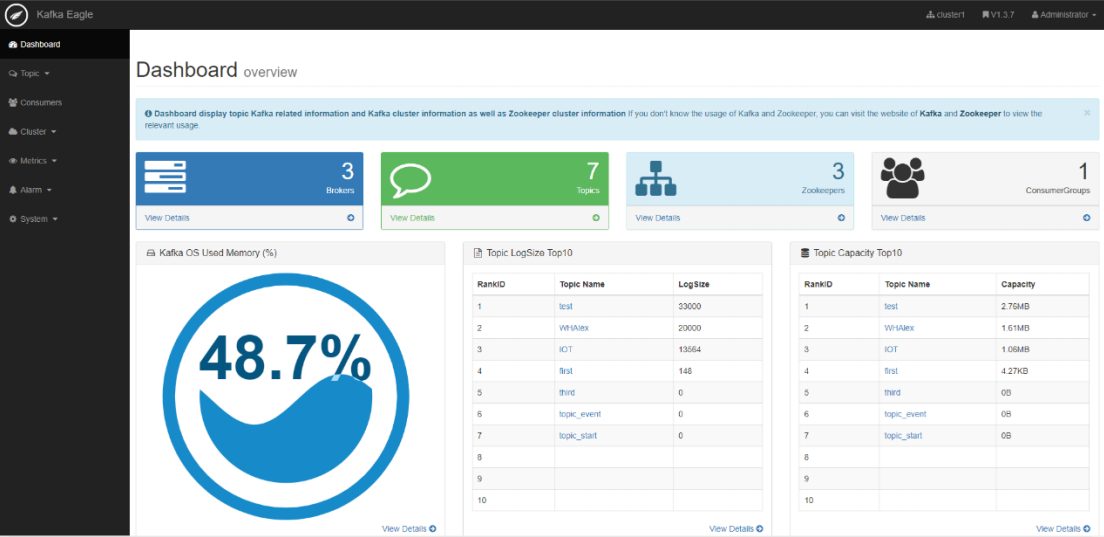 Kafka Eagle
cluster1 V1.3.7 Administrator
Dashboard
Topic
Consumers
Cluster
Metrics
Alarm
System
Dashboard overview
Dashboard display topic Kafka related information and Kafka cluster information as well as Zookeeper cluster information If you don't know the usage of Kafka and Zookeeper, you can visit the website of Kafka and Zookeeper to view the
relevant usage.
×
3
Brokers
View Details
7
Topics
View Details
3
Zookeepers
View Details
1
ConsumerGroups
View Details
Kafka OS Used Memory (%)
48.7%
View Details
Topic LogSize Top10
RankID Topic Name LogSize
1 test 33000
2 WHAlex 20000
3 IOT 13564
4 first 148
5 third 0
6 topic_event 0
7 topic_start 0
8
9
10
View Details
Topic Capacity Top10
RankID Topic Name Capacity
1 test 2.76MB
2 WHAlex 1.61MB
3 IOT 1.06MB
4 first 4.27KB
5 third 0B
6 topic_event 0B
7 topic_start 0B
8
9
10
View Details